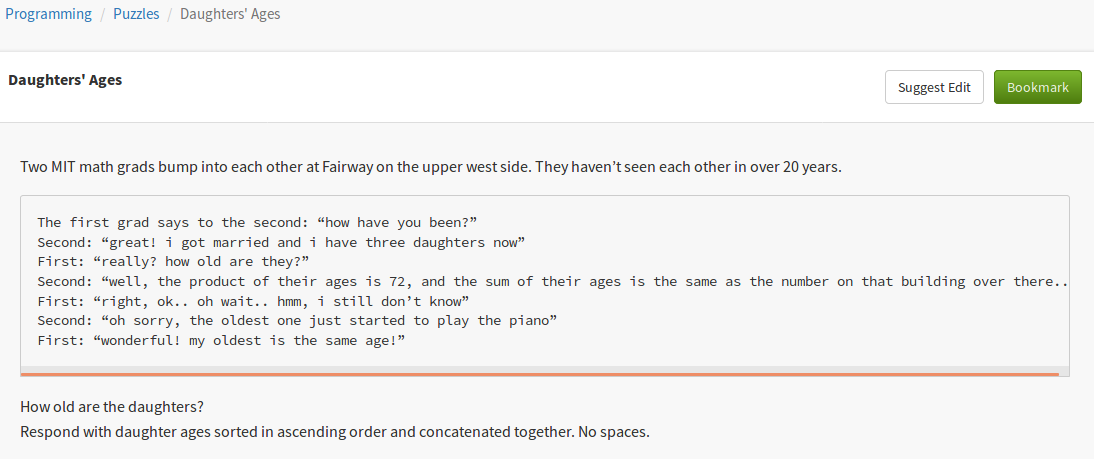 Programming / Puzzles / Daughters' Ages
Daughters' Ages
Suggest Edit
Bookmark
Two MIT math grads bump into each other at Fairway on the upper west side. They haven’t seen each other in over 20 years.
The first grad says to the second: “how have you been?”
Second: “great! i got married and i have three daughters now”
First: “really? how old are they?”
Second: “well, the product of their ages is 72, and the sum of their ages is the same as the number on that building over there..
First: “right, ok.. oh wait.. hmm, i still don’t know”
Second: “oh sorry, the oldest one just started to play the piano”
First: “wonderful! my oldest is the same age!”
How old are the daughters?
Respond with daughter ages sorted in ascending order and concatenated together. No spaces.